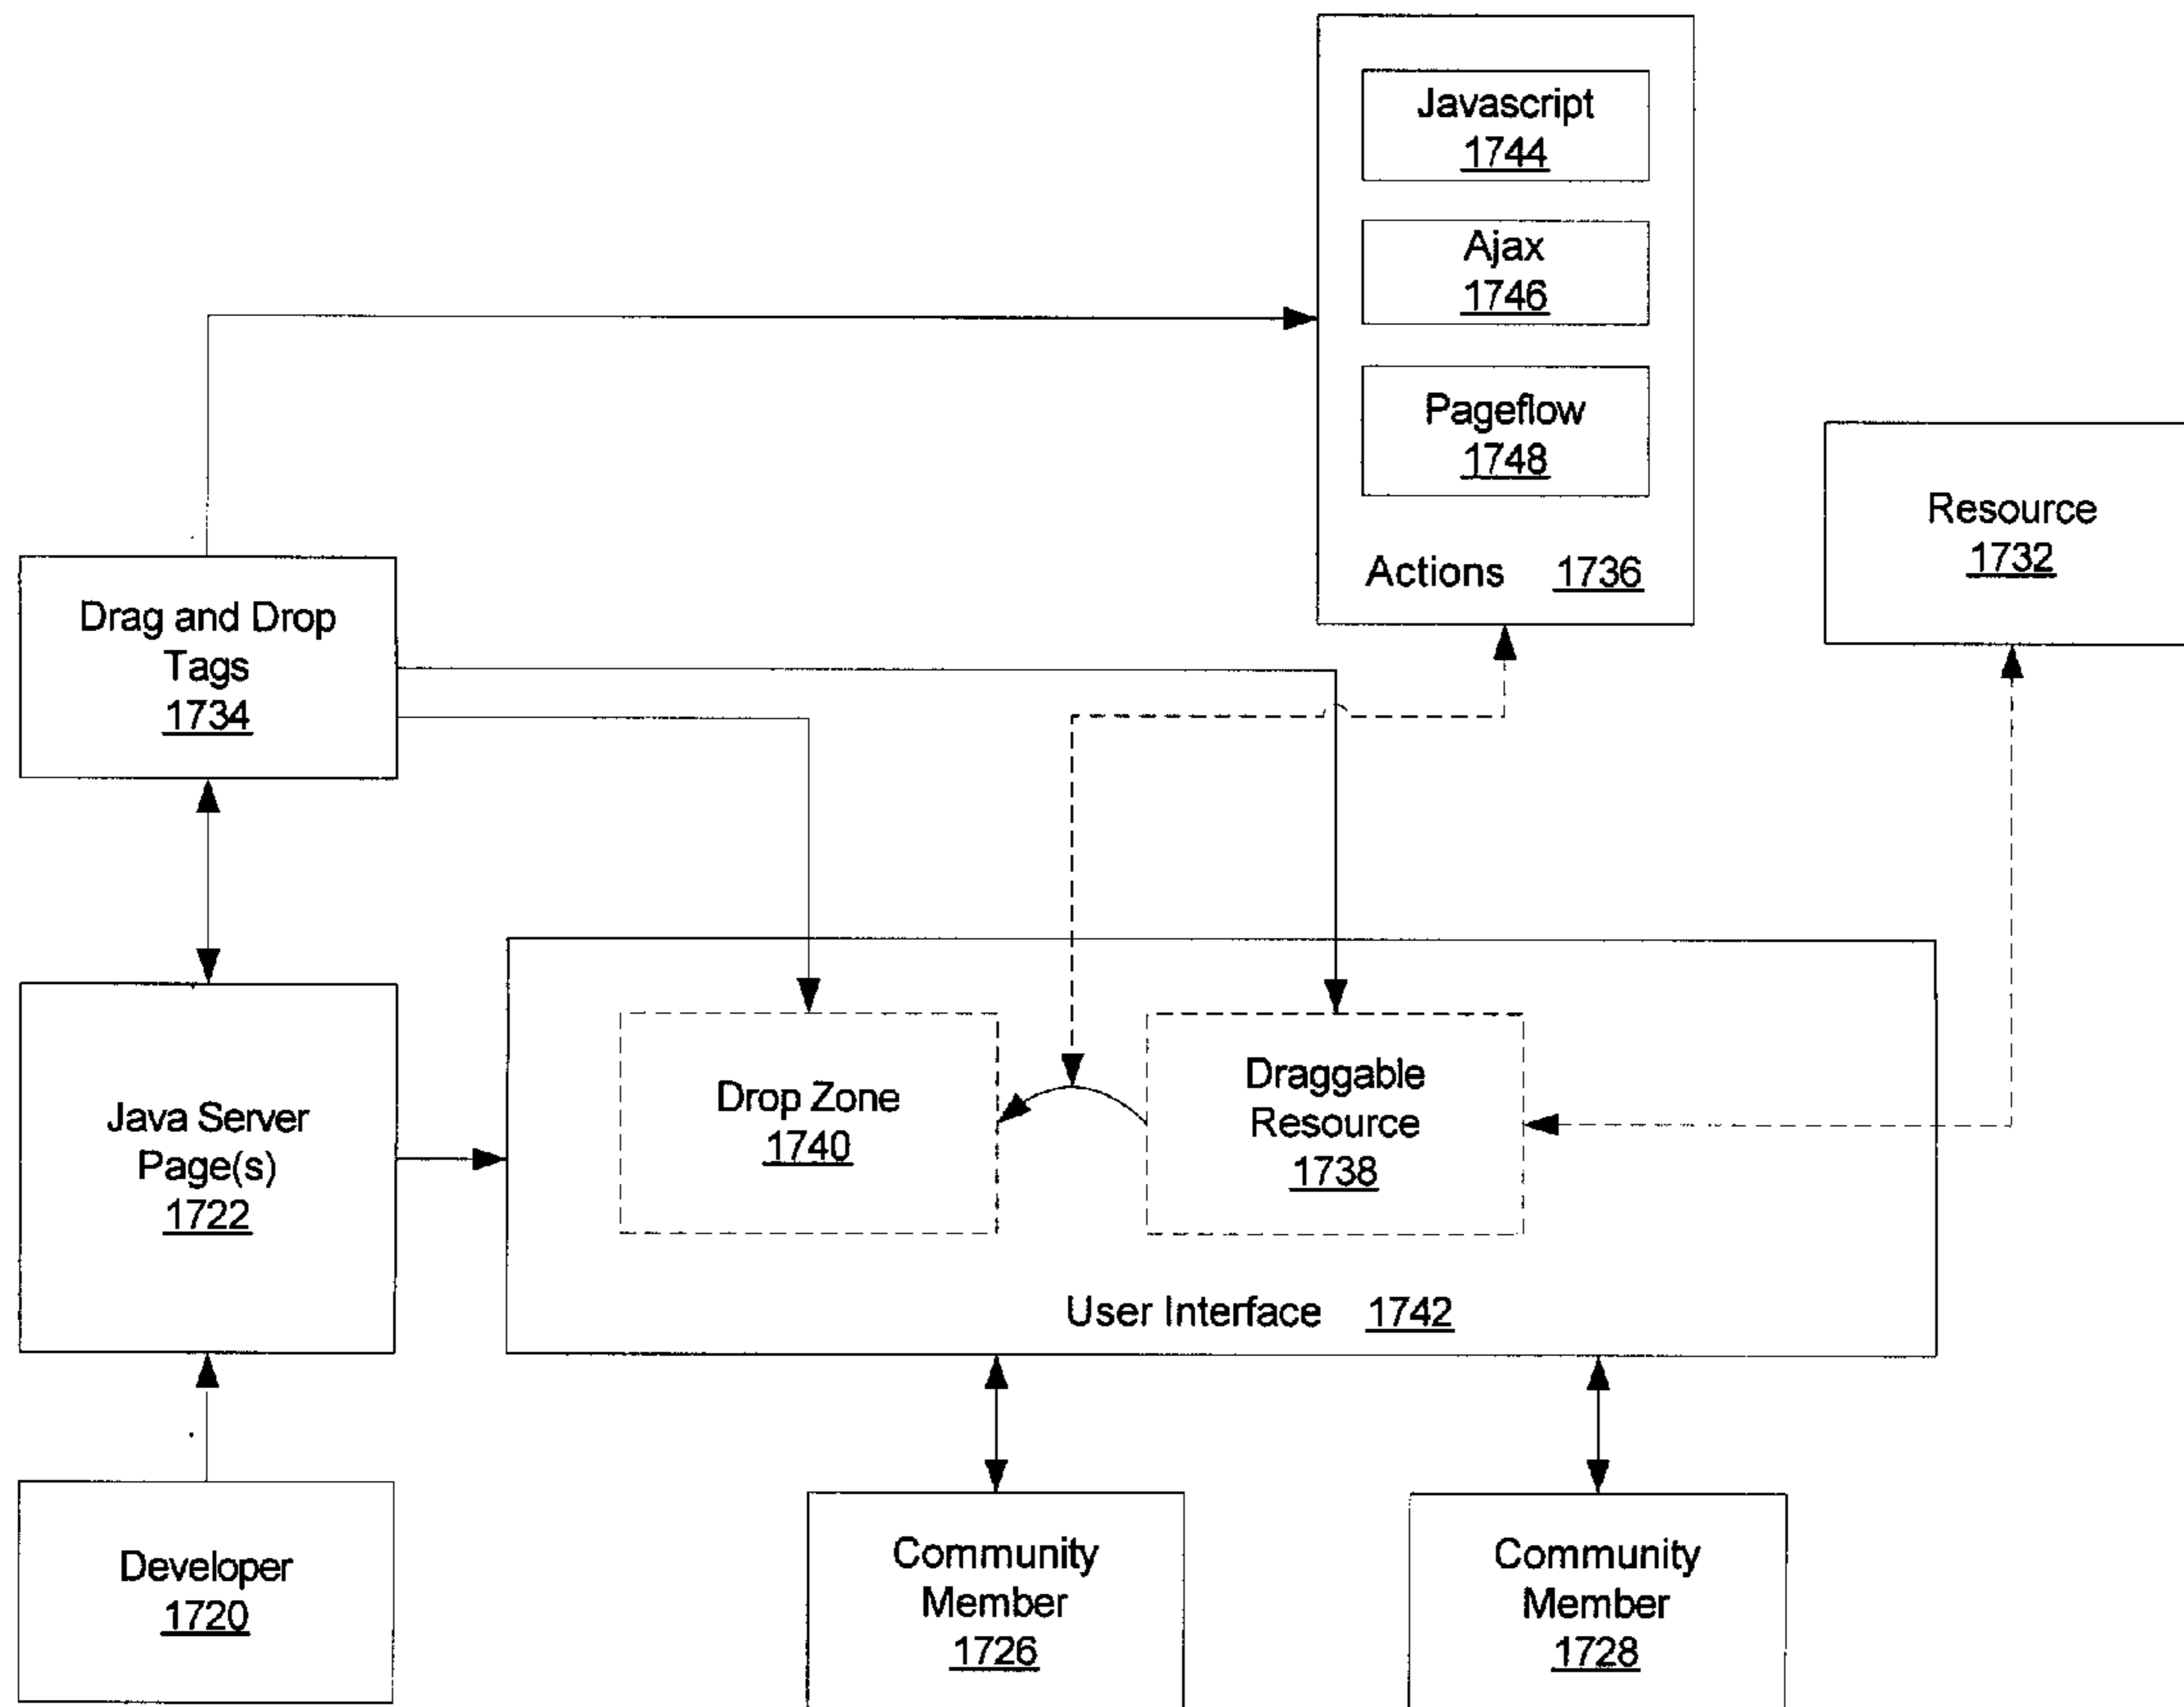 Javascript
1744
Ajax
1746
Pageflow
1748
Actions 1736
Resource
1732
Drag and Drop
Tags
1734
Java Server
Page(s)
1722
Drop Zone
1740
Draggable
Resource
1738
User Interface 1742
Developer
1720
Community
Member
1726
Community
Member
1728